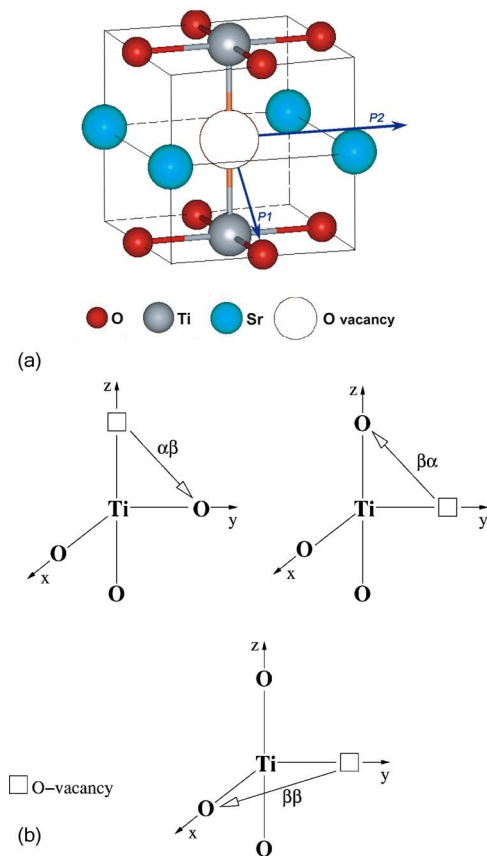 P2
P1
O Ti Sr O vacancy
(a)
z z
αβ O βα
Ti O y Ti y
O O
x x
O O
z
O
Ti y
O ββ
x
O
O-vacancy
(b)